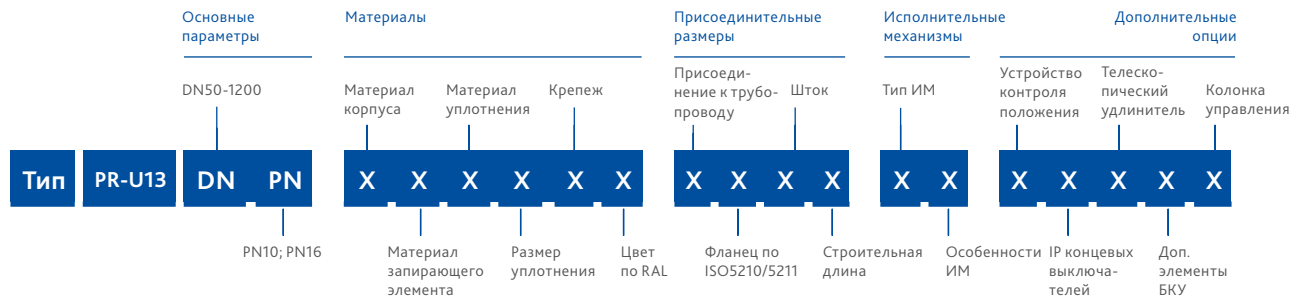 Основные
параметры
Материалы
Присоединительные
размеры
Исполнительные
механизмы
Дополнительные
опции
DN50-1200
Материал
корпуса
Материал
уплотнения
Крепеж
Присоеди-
нение к трубо-
проводу
Шток
Тип ИМ
Устройство
контроля
положения
Телеско-
пический
удлинитель
Колонка
управления
Тип PR-U13 DN PN X X X X X X X X X X X X X X X X X
PN10; PN16
Материал
запирающего
элемента
Размер
уплотнения
Цвет
по RAL
Фланец по
ISO5210/5211
Строительная
длина
Особенности
ИМ
IP концевых
выключа-
телей
Доп.
элементы
БКУ